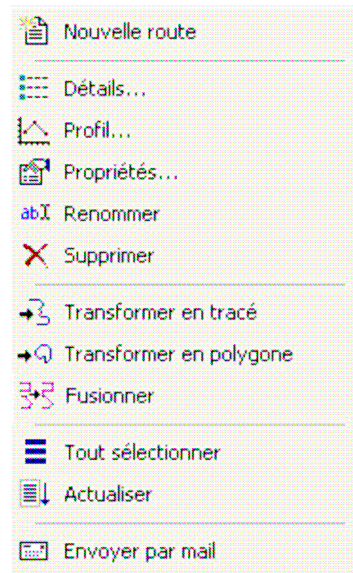 Nouvelle route
Détails...
Profil...
Propriétés...
abI Renommer
Supprimer
Transformer en tracé
Transformer en polygone
Fusionner
Tout sélectionner
Actualiser
Envoyer par mail